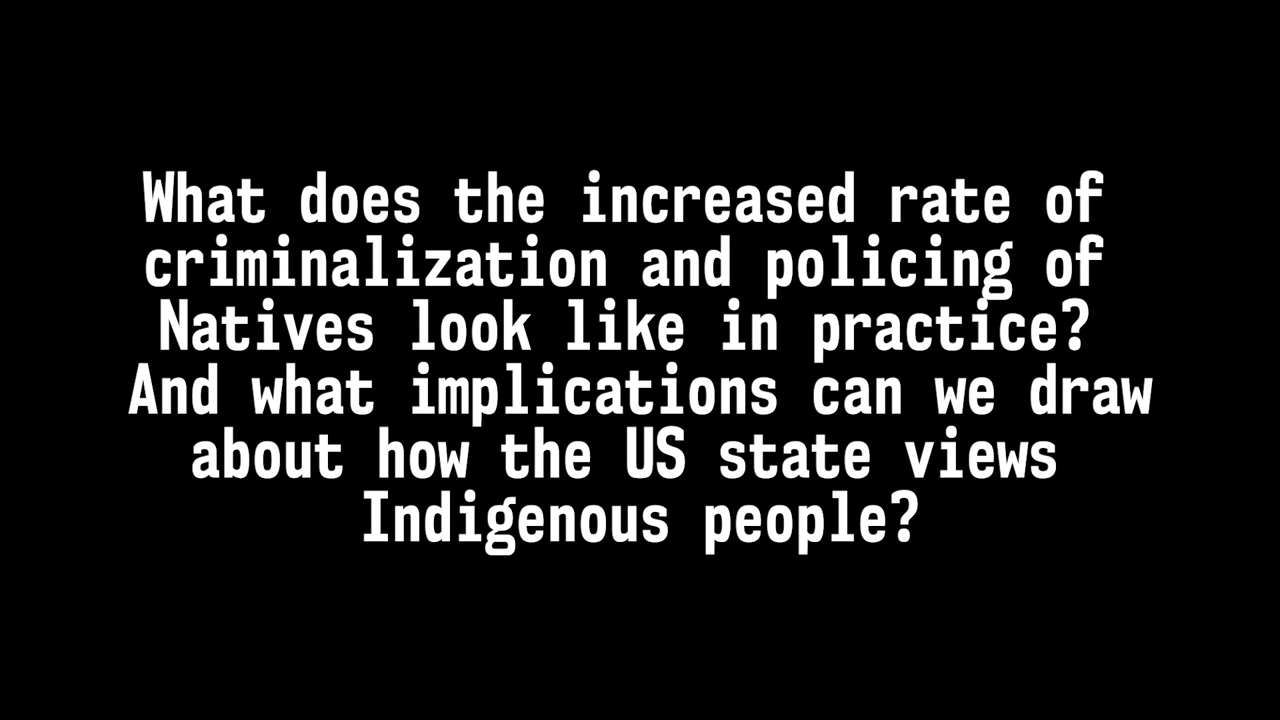 What does the increased rate of
criminalization and policing of
Natives look like in practice?
And what implications can we draw
about how the US state views
Indigenous people?